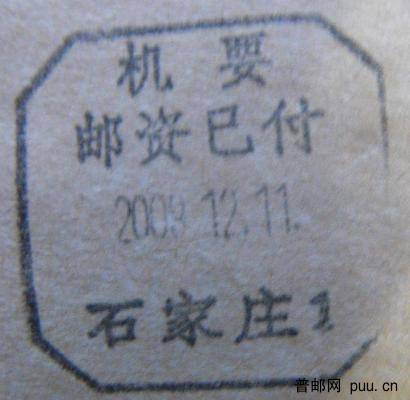 机要
邮资已付
2009.12.11.
石家庄1
普邮网 puu.cn